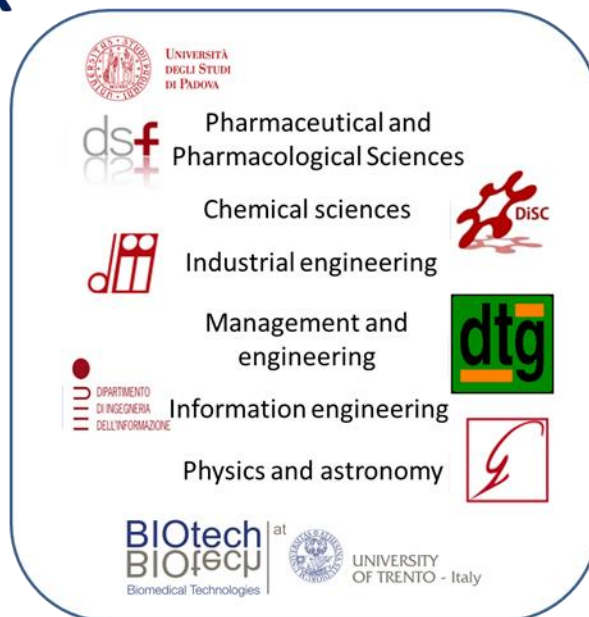 UNIVERSITÀ
DEGLI STUDI
DI PADOVA
dsf
Pharmaceutical and
Pharmacological Sciences
Chemical sciences
DiSC
dii
Industrial engineering
Management and
engineering
dtg
DIPARTIMENTO
DI INGEGNERIA
DELL'INFORMAZIONE
Information engineering
Physics and astronomy
BIOtech at
BIOtech
Biomedical Technologies
UNIVERSITY
OF TRENTO - Italy